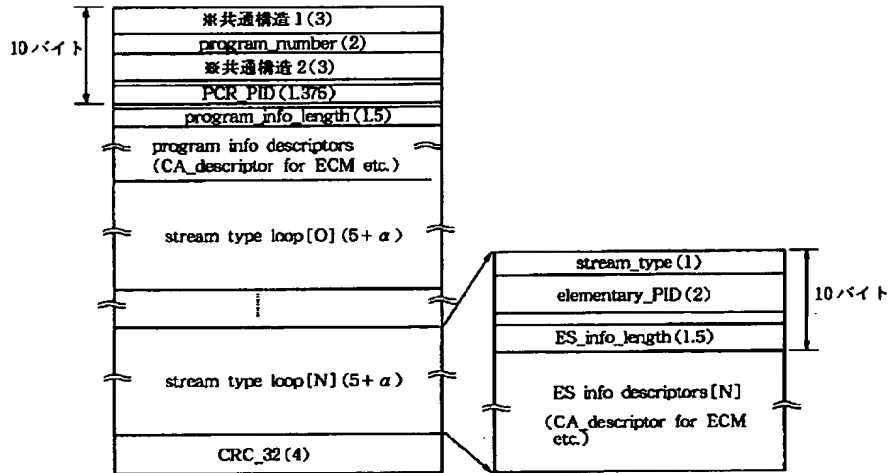 ※共通構造1(3)
10バイト
program_number(2)
※共通構造2(3)
PCR_PID(1.375)
program_info_length(1.5)
program info descriptors
(CA_descriptor for ECM etc.)
stream type loop[O](5+α)
stream type loop[N](5+α)
CRC_32(4)
stream_type(1)
elementary_PID(2)
10バイト
ES_info_length(1.5)
ES info descriptors[N]
(CA_descriptor for ECM
etc.)